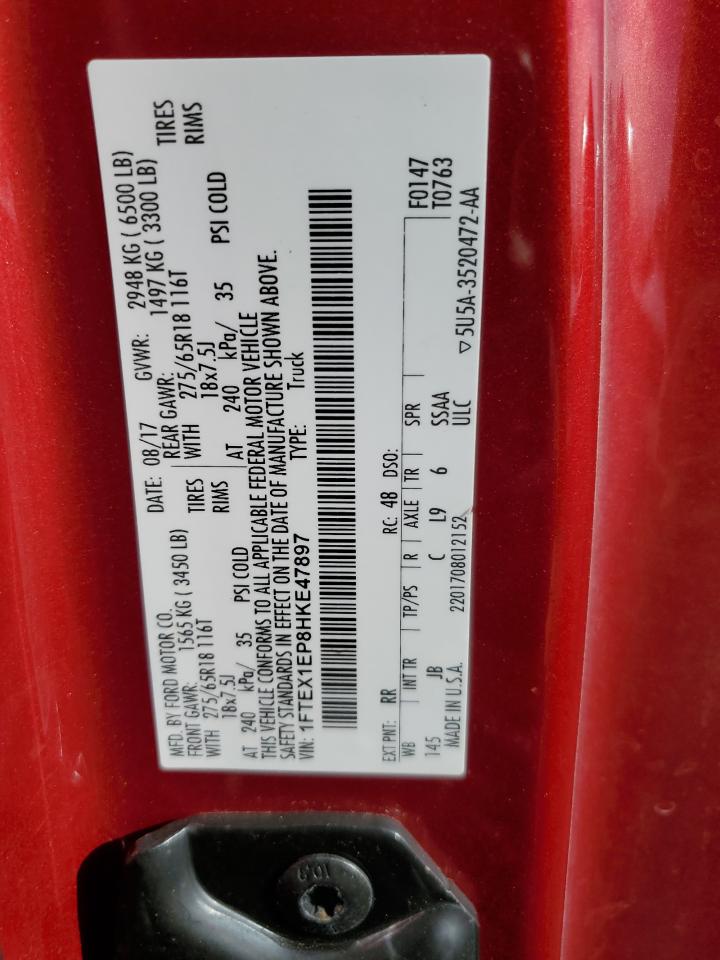 MFD. BY FORD MOTOR CO. DATE: 08/17 GVWR: 2948 KG ( 6500 LB)
FRONT GAWR: 1565 KG ( 3450 LB) REAR GAWR: 1497 KG ( 3300 LB)
WITH 275/65R18 116T TIRES WITH 275/65R18 116T TIRES
18x7.5J RIMS 18x7.5J RIMS
AT 240 kPa/ 35 PSI COLD AT 240 kPa/ 35 PSI COLD
THIS VEHICLE CONFORMS TO ALL APPLICABLE FEDERAL MOTOR VEHICLE
SAFETY STANDARDS IN EFFECT ON THE DATE OF MANUFACTURE SHOWN ABOVE.
VIN: 1FTEX1EP8HKE47897 TYPE: Truck
EXT PNT: RR RC: 48 DSO: F0147
WB INT TR TP/PS R AXLE TR SPR T0763
145 JB C L9 6 SSAA
MADE IN U.S.A. 2201708012152 ULC
▽5U5A-3520472-AA
10.9